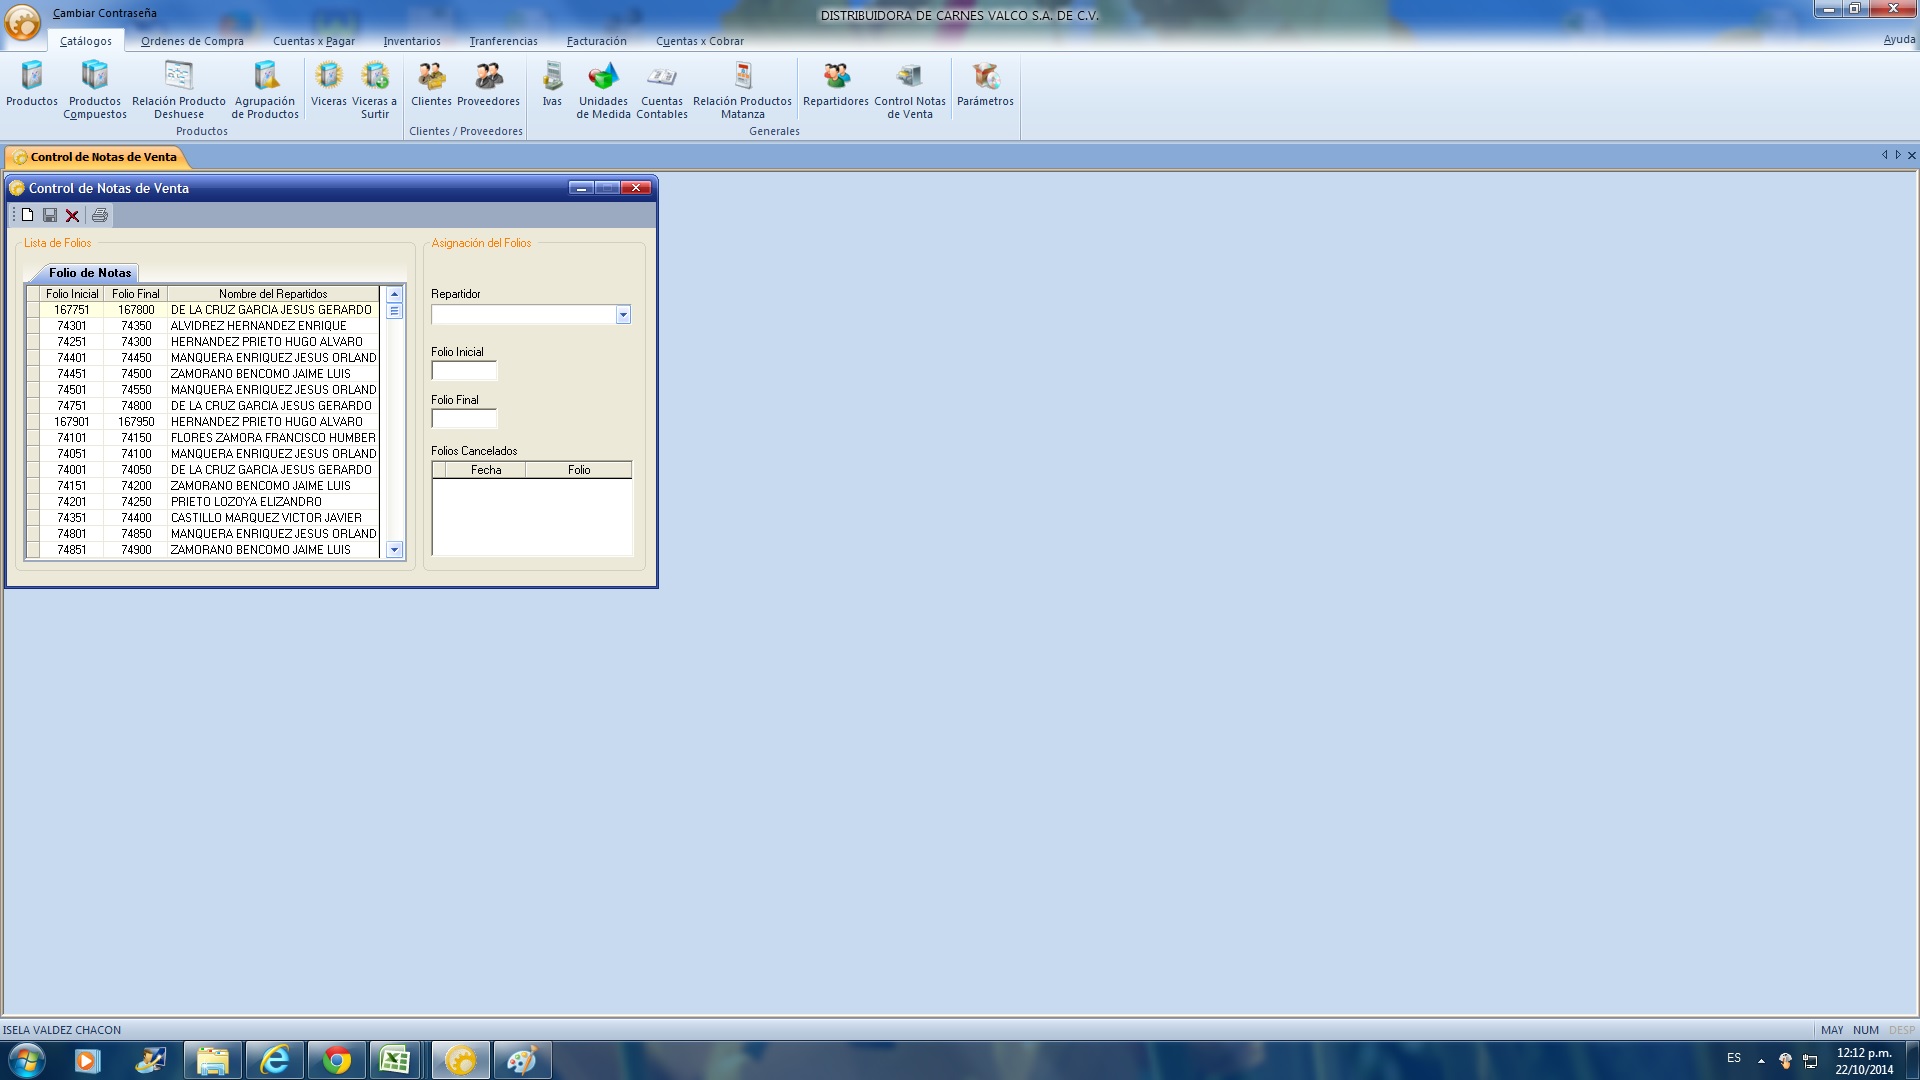 Cambiar Contraseña
DISTRIBUIDORA DE CARNES VALCO S.A. DE C.V.
Catálogos Ordenes de Compra Cuentas x Pagar Inventarios Tranferencias Facturación Cuentas x Cobrar Ayuda
Productos Productos Compuestos Relación Producto Deshuese Agrupación de Productos Viceras Viceras a Surtir Clientes Proveedores Ivas Unidades de Medida Cuentas Contables Relación Productos Matanza Repartidores Control Notas de Venta Parámetros
Productos Clientes / Proveedores Generales
Control de Notas de Venta
Control de Notas de Venta
Lista de Folios
Folio de Notas
Folio Inicial Folio Final Nombre del Repartidos
167751 167800 DE LA CRUZ GARCIA JESUS GERARDO
74301 74350 ALVIDREZ HERNANDEZ ENRIQUE
74251 74300 HERNANDEZ PRIETO HUGO ALVARO
74401 74450 MANQUERA ENRIQUEZ JESUS ORLAND
74451 74500 ZAMORANO BENCOMO JAIME LUIS
74501 74550 MANQUERA ENRIQUEZ JESUS ORLAND
74751 74800 DE LA CRUZ GARCIA JESUS GERARDO
167901 167950 HERNANDEZ PRIETO HUGO ALVARO
74101 74150 FLORES ZAMORA FRANCISCO HUMBER
74051 74100 MANQUERA ENRIQUEZ JESUS ORLAND
74001 74050 DE LA CRUZ GARCIA JESUS GERARDO
74151 74200 ZAMORANO BENCOMO JAIME LUIS
74201 74250 PRIETO LOZOYA ELIZANDRO
74351 74400 CASTILLO MARQUEZ VICTOR JAVIER
74801 74850 MANQUERA ENRIQUEZ JESUS ORLAND
74851 74900 ZAMORANO BENCOMO JAIME LUIS
Asignación del Folios
Repartidor
Folio Inicial
Folio Final
Folios Cancelados
Fecha Folio
ISELA VALDEZ CHACON
MAY NUM DESP
ES
12:12 p.m.
22/10/2014